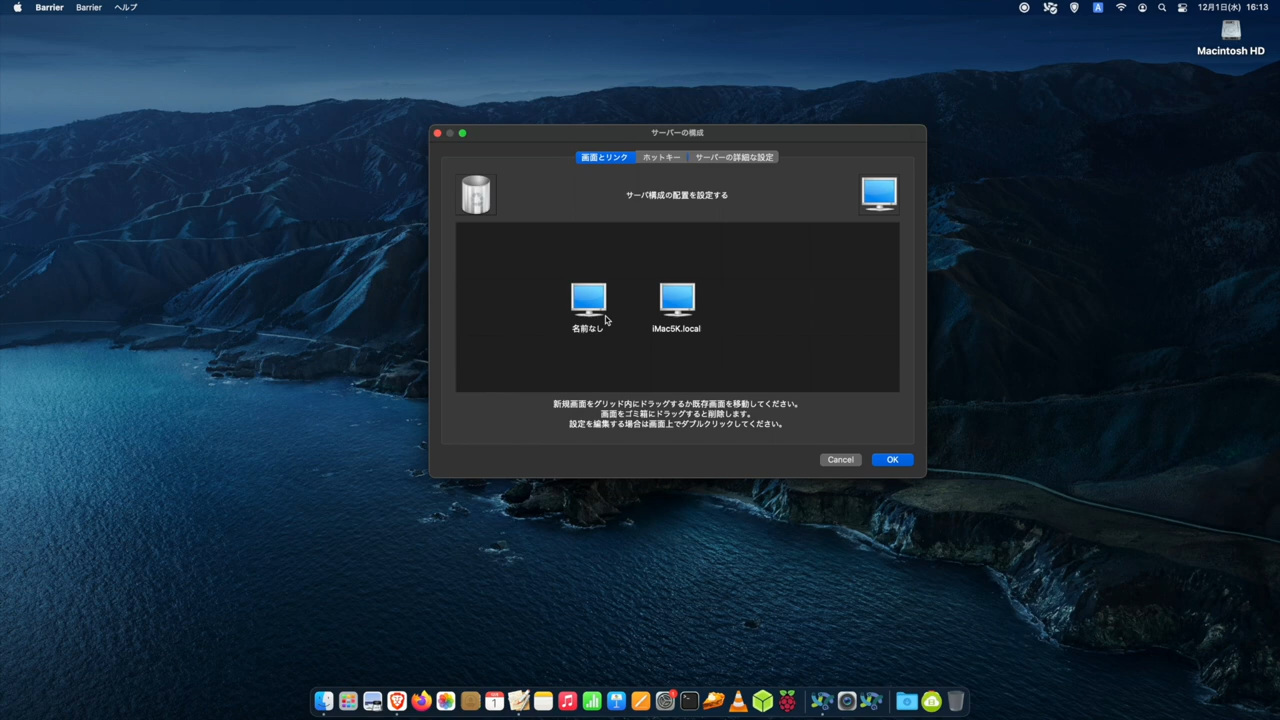 Barrier Barrier ヘルプ
A 12月1日(水) 16:13
Macintosh HD
サーバーの構成
画面とリンク ホットキー サーバーの詳細な設定
サーバ構成の配置を設定する
名前なし iMac5K.local
新規画面をグリッド内にドラッグするか既存画面を移動してください。
画面をゴミ箱にドラッグすると削除します。
設定を編集する場合は画面上でダブルクリックしてください。
Cancel OK
1
1